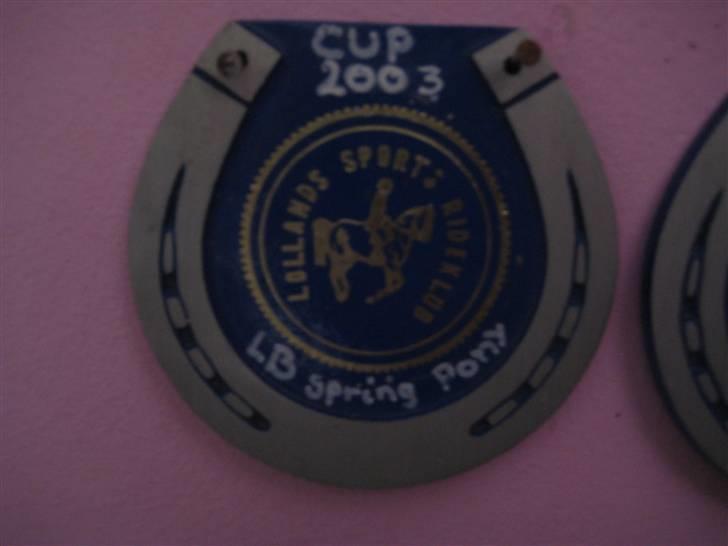 CUP
2003
LOLLANDS SPORTS RIDEKLUB
LB Spring Pony